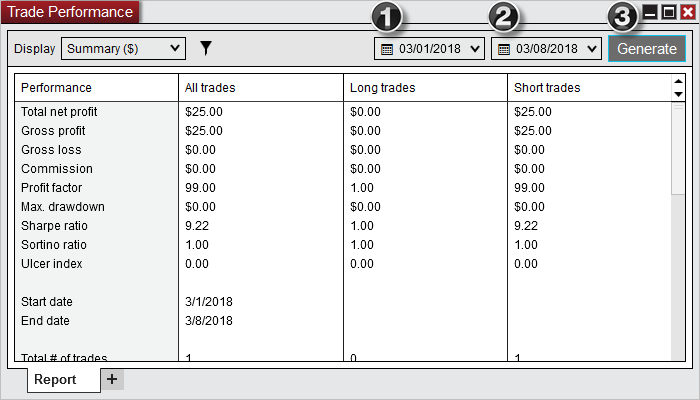 Trade Performance
1 2 3
Display Summary ($) 03/01/2018 03/08/2018 Generate
Performance All trades Long trades Short trades
Total net profit $25.00 $0.00 $25.00
Gross profit $25.00 $0.00 $25.00
Gross loss $0.00 $0.00 $0.00
Commission $0.00 $0.00 $0.00
Profit factor 99.00 1.00 99.00
Max. drawdown $0.00 $0.00 $0.00
Sharpe ratio 9.22 1.00 9.22
Sortino ratio 1.00 1.00 1.00
Ulcer index 0.00 0.00 0.00
Start date 3/1/2018
End date 3/8/2018
Total # of trades 1 0 1
Report +